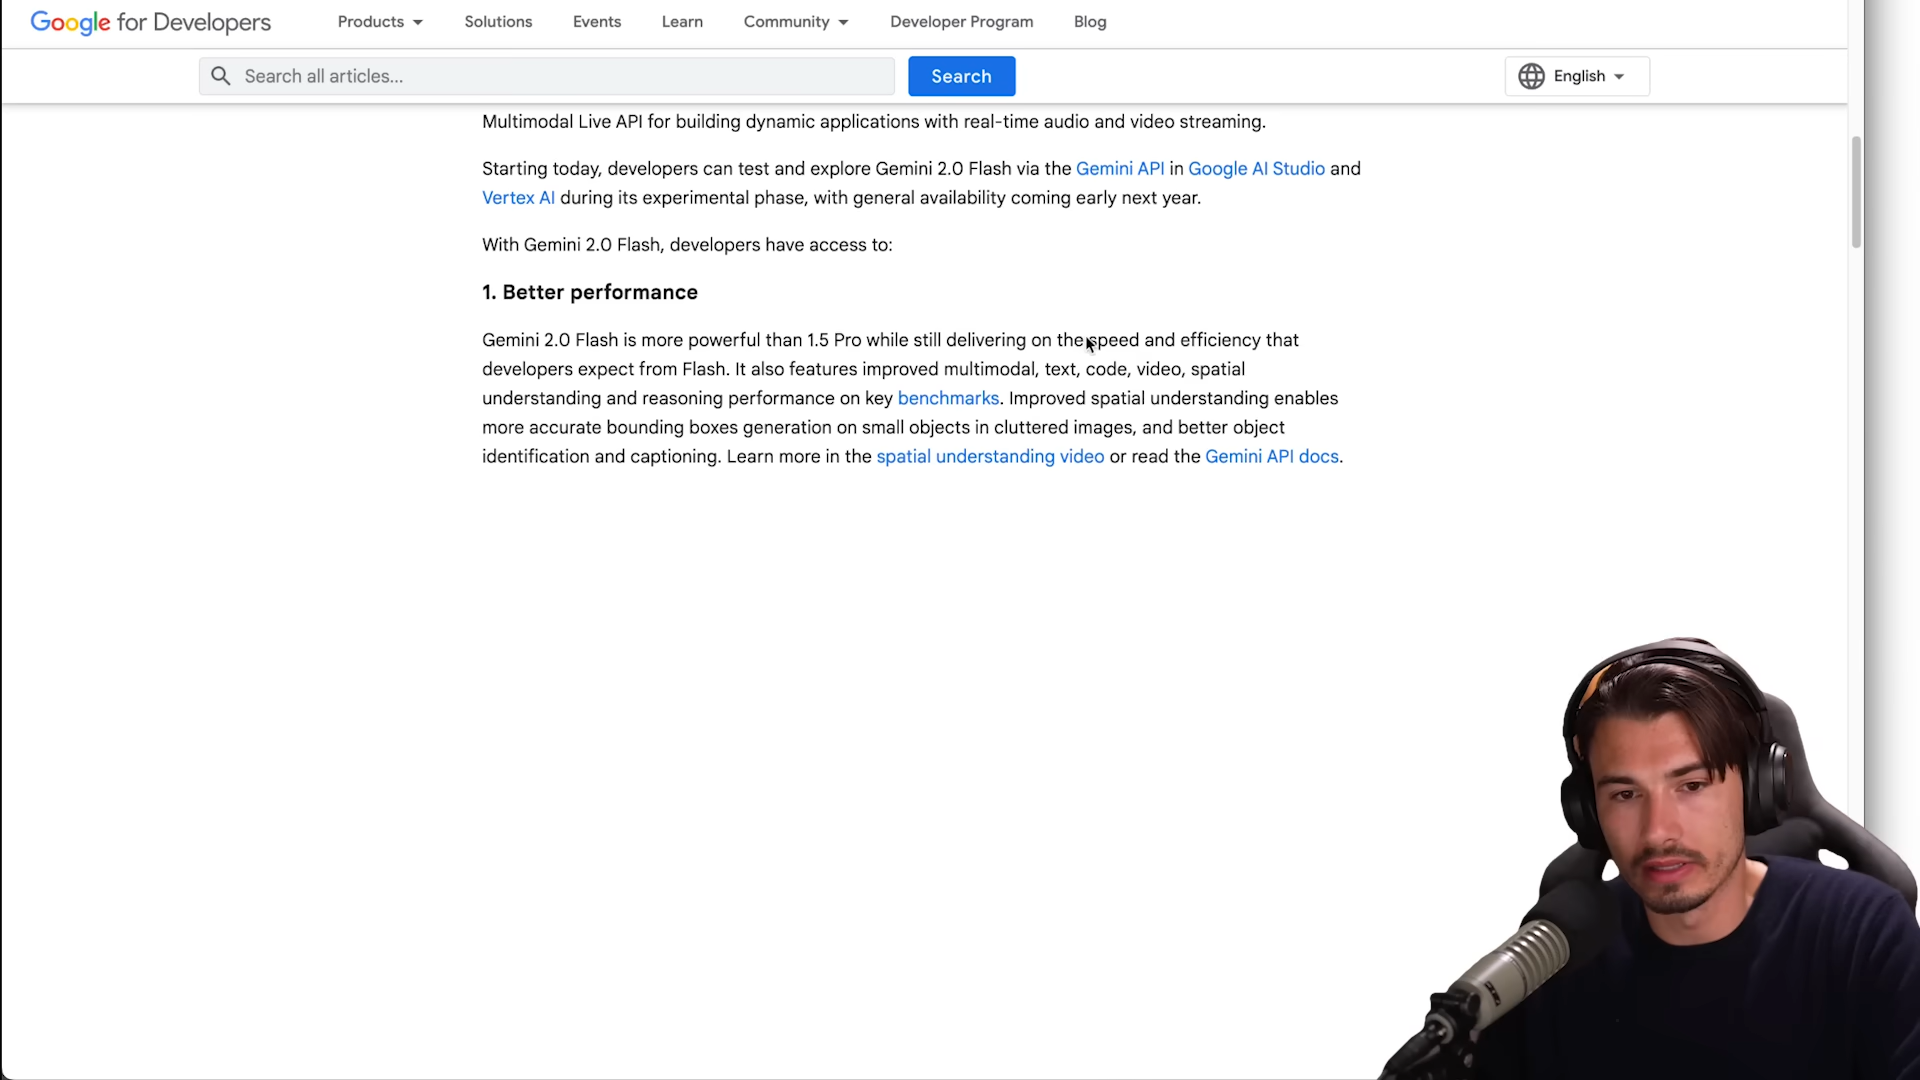 Google for Developers
Products
Solutions
Events
Learn
Community
Developer Program
Blog
Search all articles...
Search
English
Multimodal Live API for building dynamic applications with real-time audio and video streaming.
Starting today, developers can test and explore Gemini 2.0 Flash via the Gemini API in Google AI Studio and
Vertex AI during its experimental phase, with general availability coming early next year.
With Gemini 2.0 Flash, developers have access to:
1. Better performance
Gemini 2.0 Flash is more powerful than 1.5 Pro while still delivering on the speed and efficiency that
developers expect from Flash. It also features improved multimodal, text, code, video, spatial
understanding and reasoning performance on key benchmarks. Improved spatial understanding enables
more accurate bounding boxes generation on small objects in cluttered images, and better object
identification and captioning. Learn more in the spatial understanding video or read the Gemini API docs.